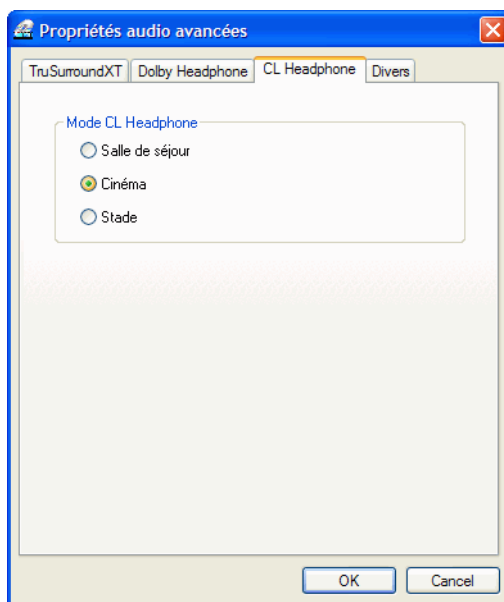 Propriétés audio avancées
TruSurroundXT Dolby Headphone CL Headphone Divers
Mode CL Headphone
Salle de séjour
Cinéma
Stade
OK Cancel